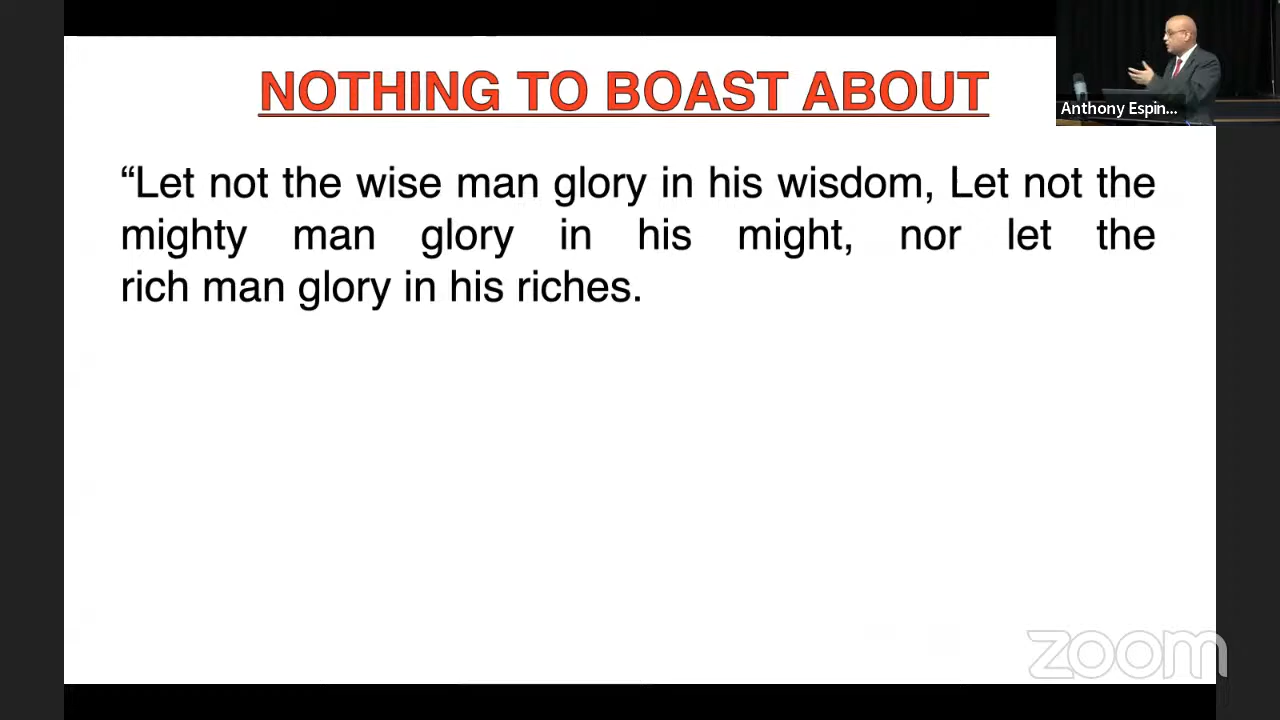 NOTHING TO BOAST ABOUT
Anthony Espin...
“Let not the wise man glory in his wisdom, Let not the
mighty man glory in his might, nor let the
rich man glory in his riches.
zoom